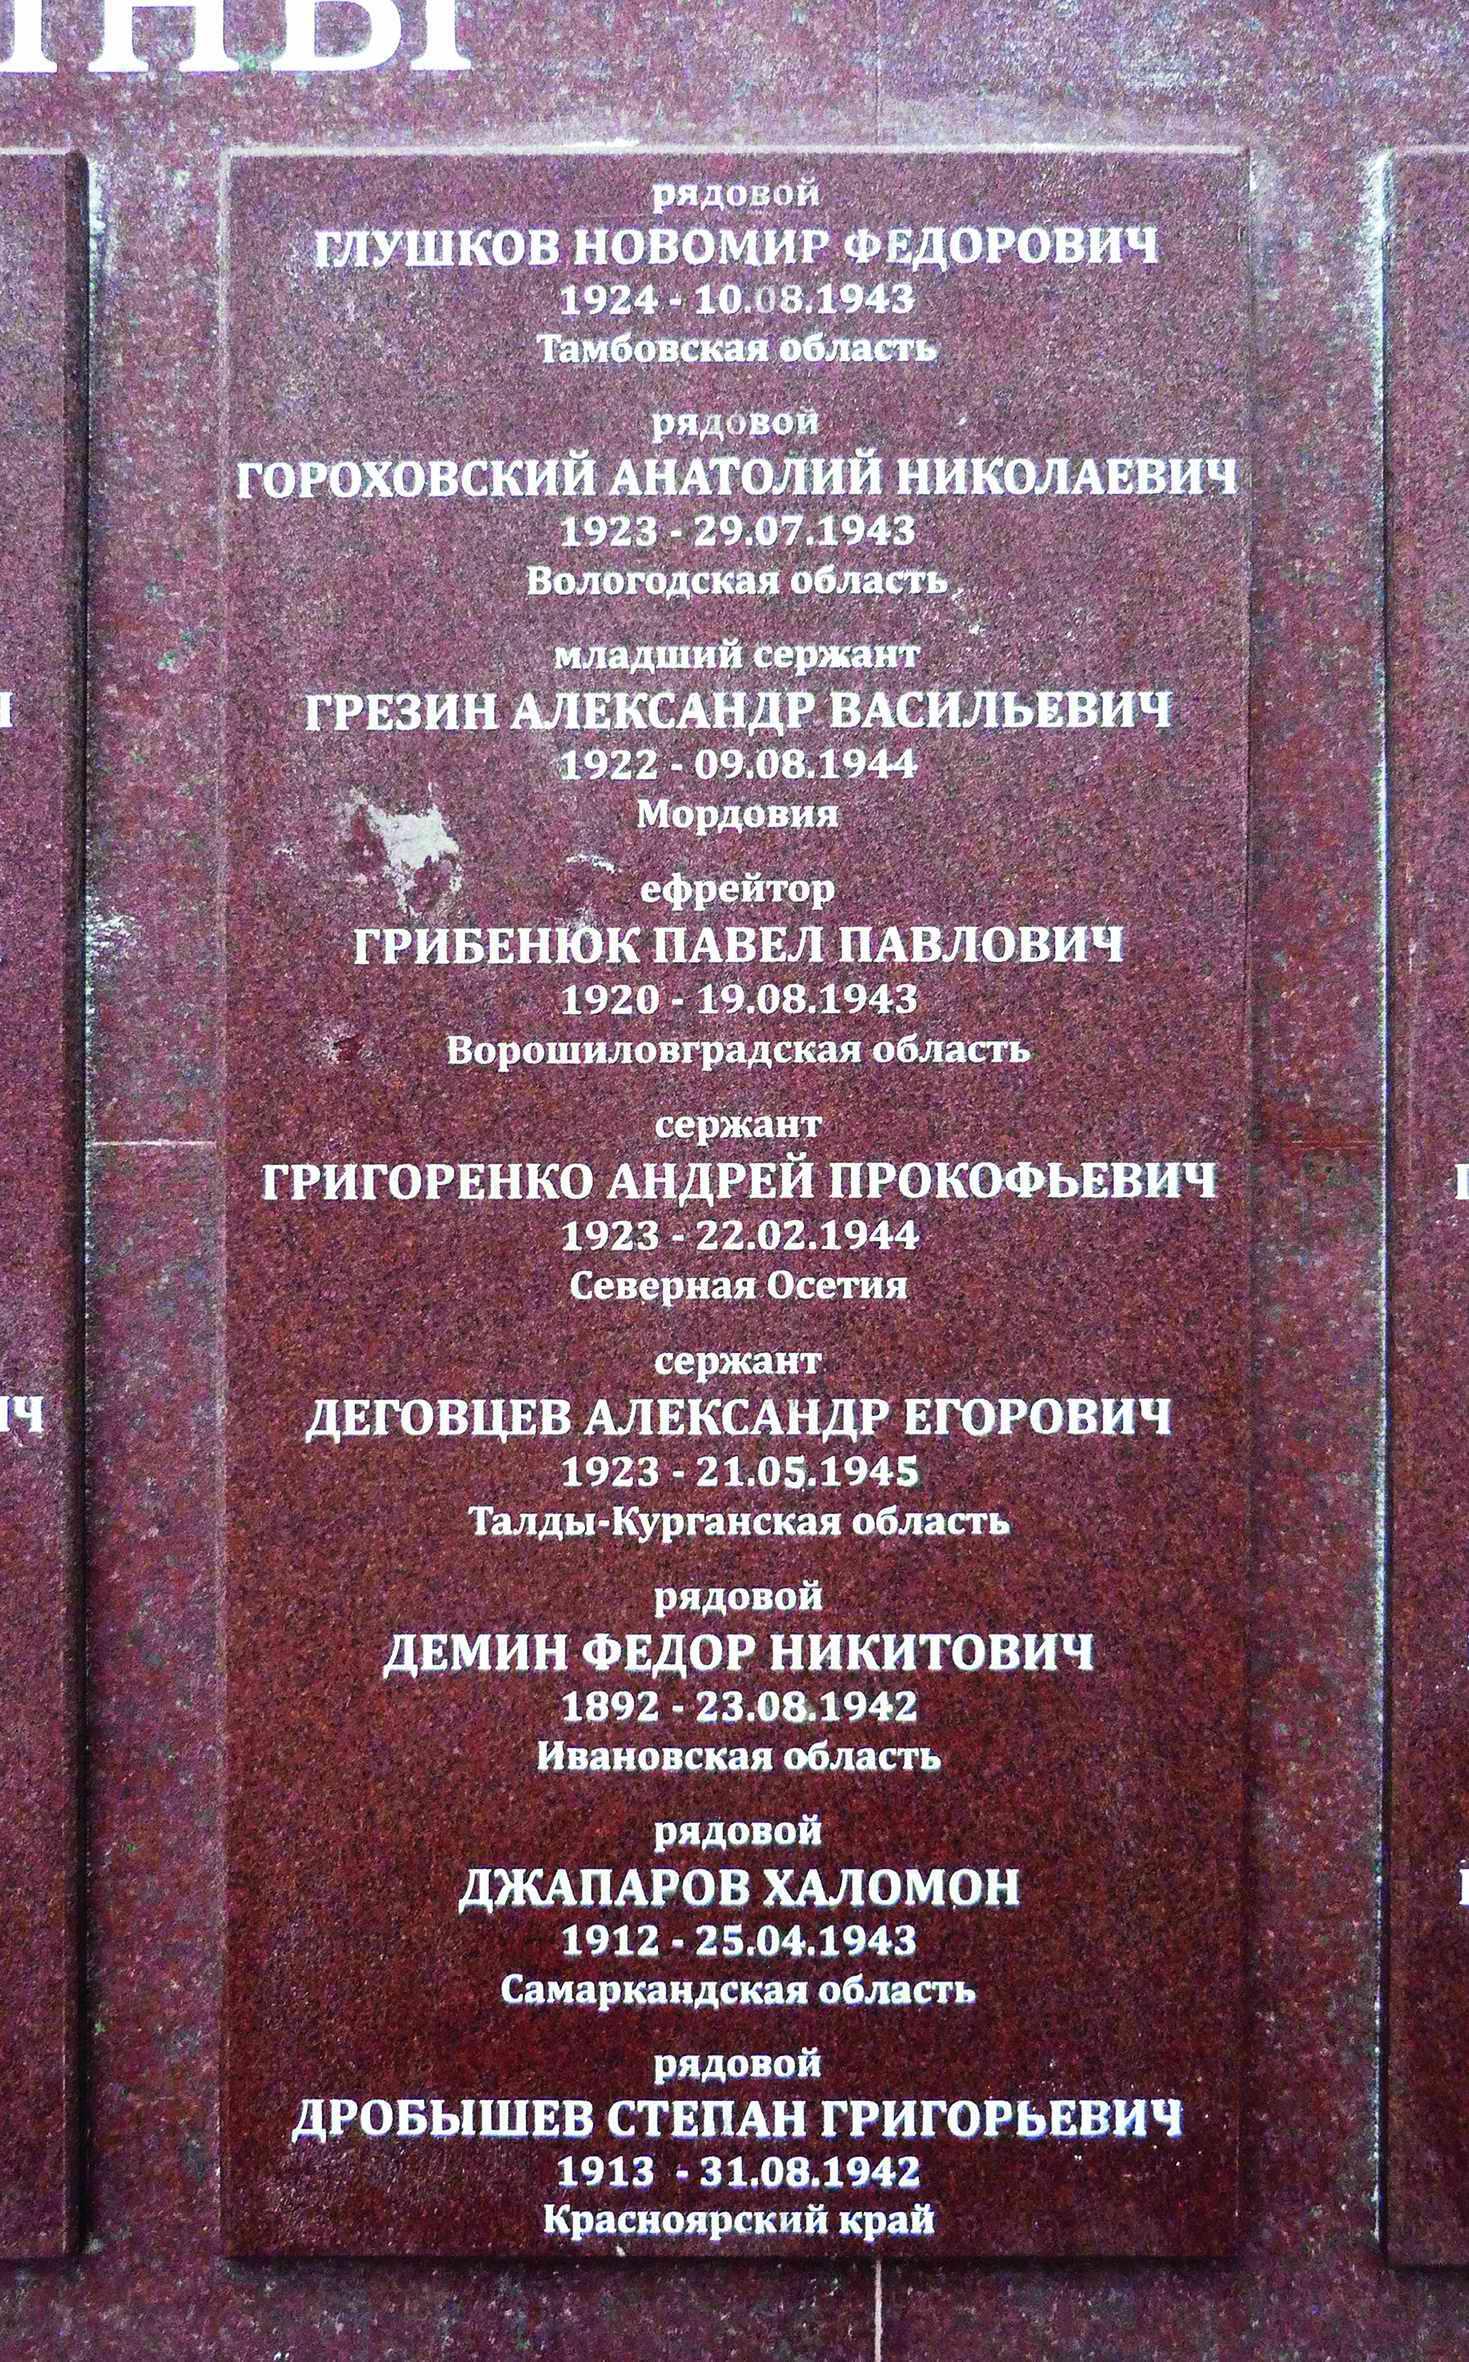 рядовой
ГЛУШКОВ НОВОМИР ФЕДОРОВИЧ
1924 - 10.08.1943
Тамбовская область
рядовой
ГОРОХОВСКИЙ АНАТОЛИЙ НИКОЛАЕВИЧ
1923 - 29.07.1943
Вологодская область
младший сержант
ГРЕЗИН АЛЕКСАНДР ВАСИЛЬЕВИЧ
1922 - 09.08.1944
Мордовия
ефрейтор
ГРИБЕНЮК ПАВЕЛ ПАВЛОВИЧ
1920 - 19.08.1943
Ворошиловградская область
сержант
ГРИГОРЕНКО АНДРЕЙ ПРОКОФЬЕВИЧ
1923 - 22.02.1944
Северная Осетия
сержант
ДЕГОВЦЕВ АЛЕКСАНДР ЕГОРОВИЧ
1923 - 21.05.1945
Талды-Курганская область
рядовой
ДЕМИН ФЕДОР НИКИТОВИЧ
1892 - 23.08.1942
Ивановская область
рядовой
ДЖАПАРОВ ХАЛОМОН
1912 - 25.04.1943
Самаркандская область
рядовой
ДРОБЫШЕВ СТЕПАН ГРИГОРЬЕВИЧ
1913 - 31.08.1942
Красноярский край